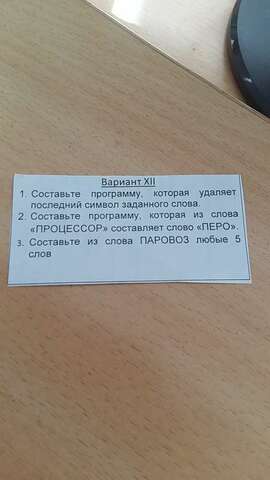 Вариант XII
1. Составьте программу, которая удаляет
последний символ заданного слова.
2. Составьте программу, которая из слова
«ПРОЦЕССОР» составляет слово «ПЕРО».
3. Составьте из слова ПАРОВОЗ любые 5
слов